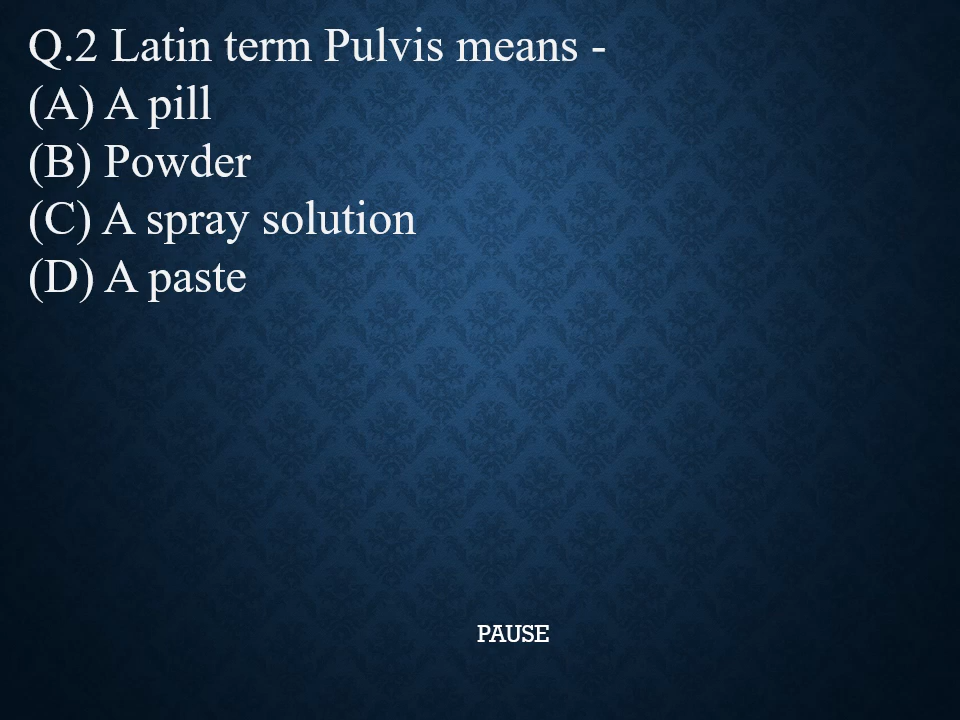 Q.2 Latin term Pulvis means -
(A) A pill
(B) Powder
(C) A spray solution
(D) A paste
PAUSE